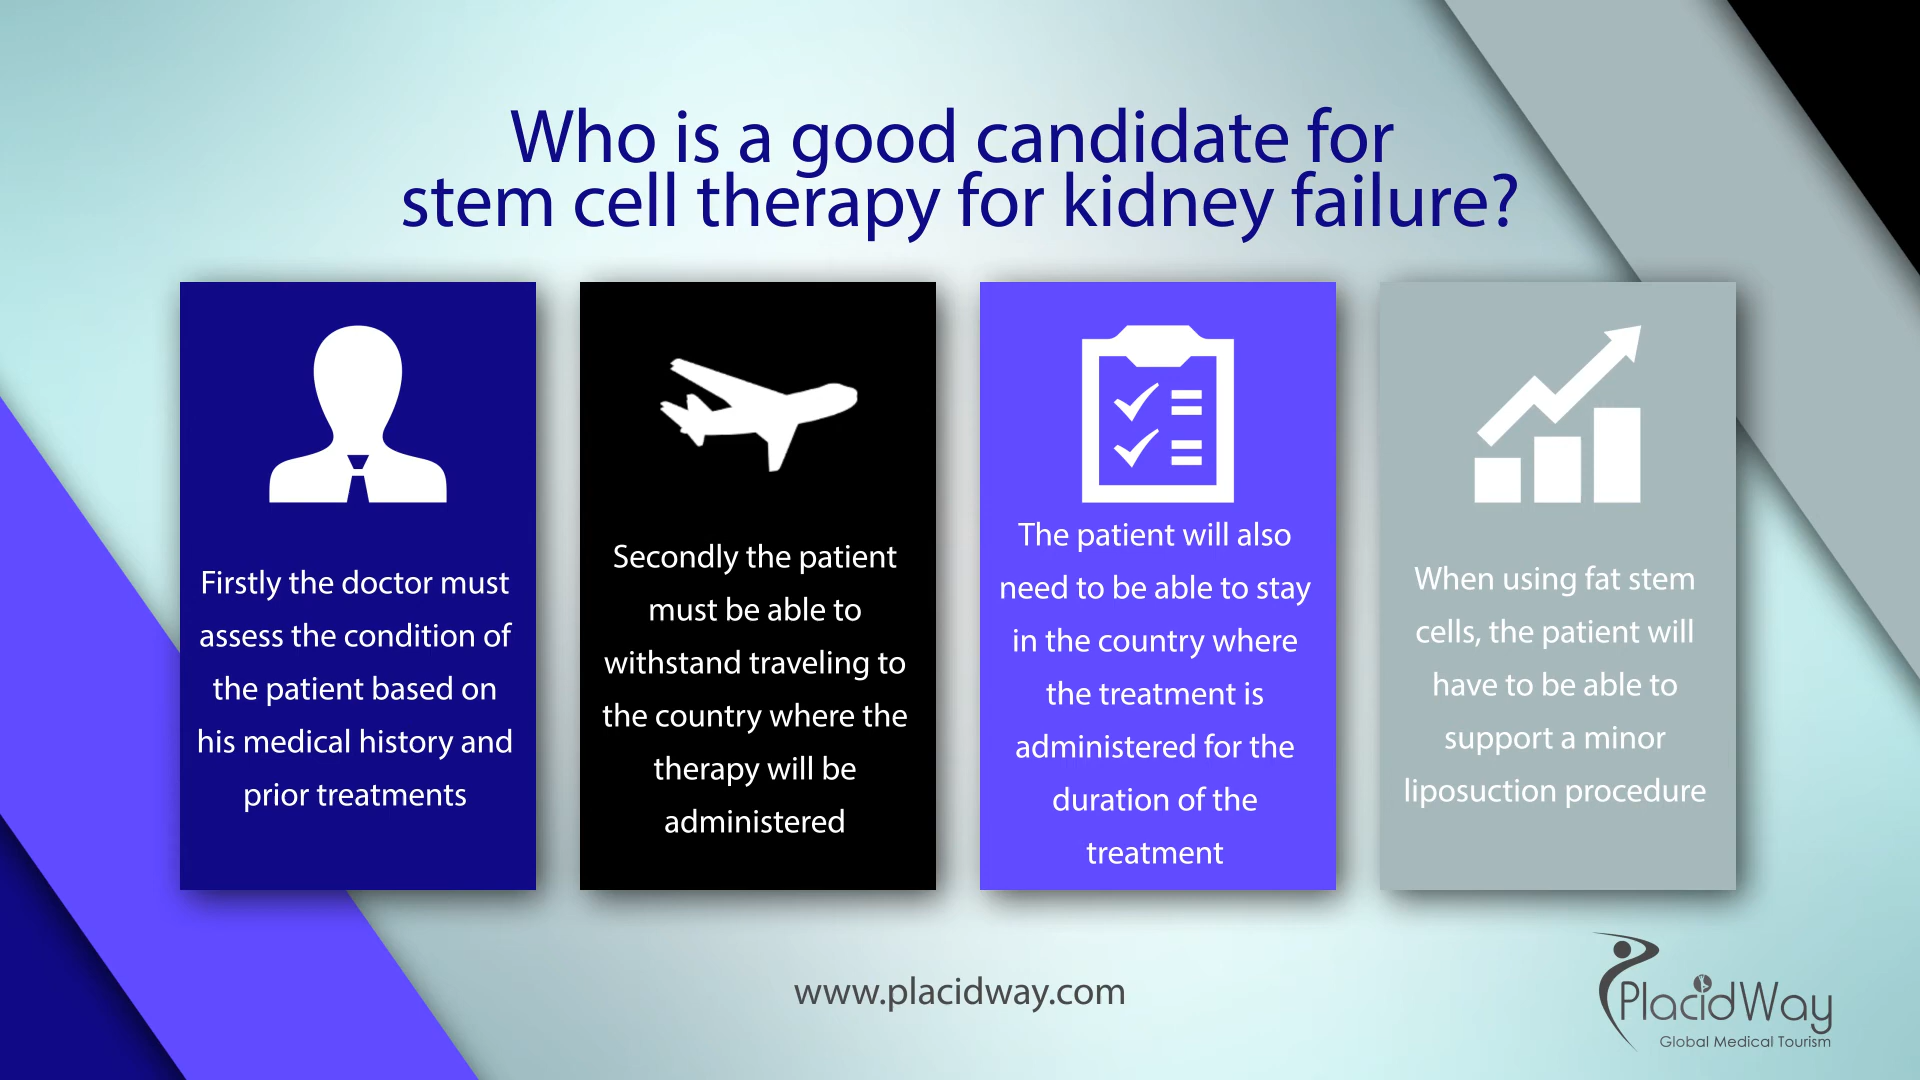 Who is a good candidate for
stem cell therapy for kidney failure?
Firstly the doctor must
assess the condition of
the patient based on
his medical history and
prior treatments
Secondly the patient
must be able to
withstand traveling to
the country where the
therapy will be
administered
The patient will also
need to be able to stay
in the country where
the treatment is
administered for the
duration of the
treatment
When using fat stem
cells, the patient will
have to be able to
support a minor
liposuction procedure
www.placidway.com
PlacidWay
Global Medical Tourism